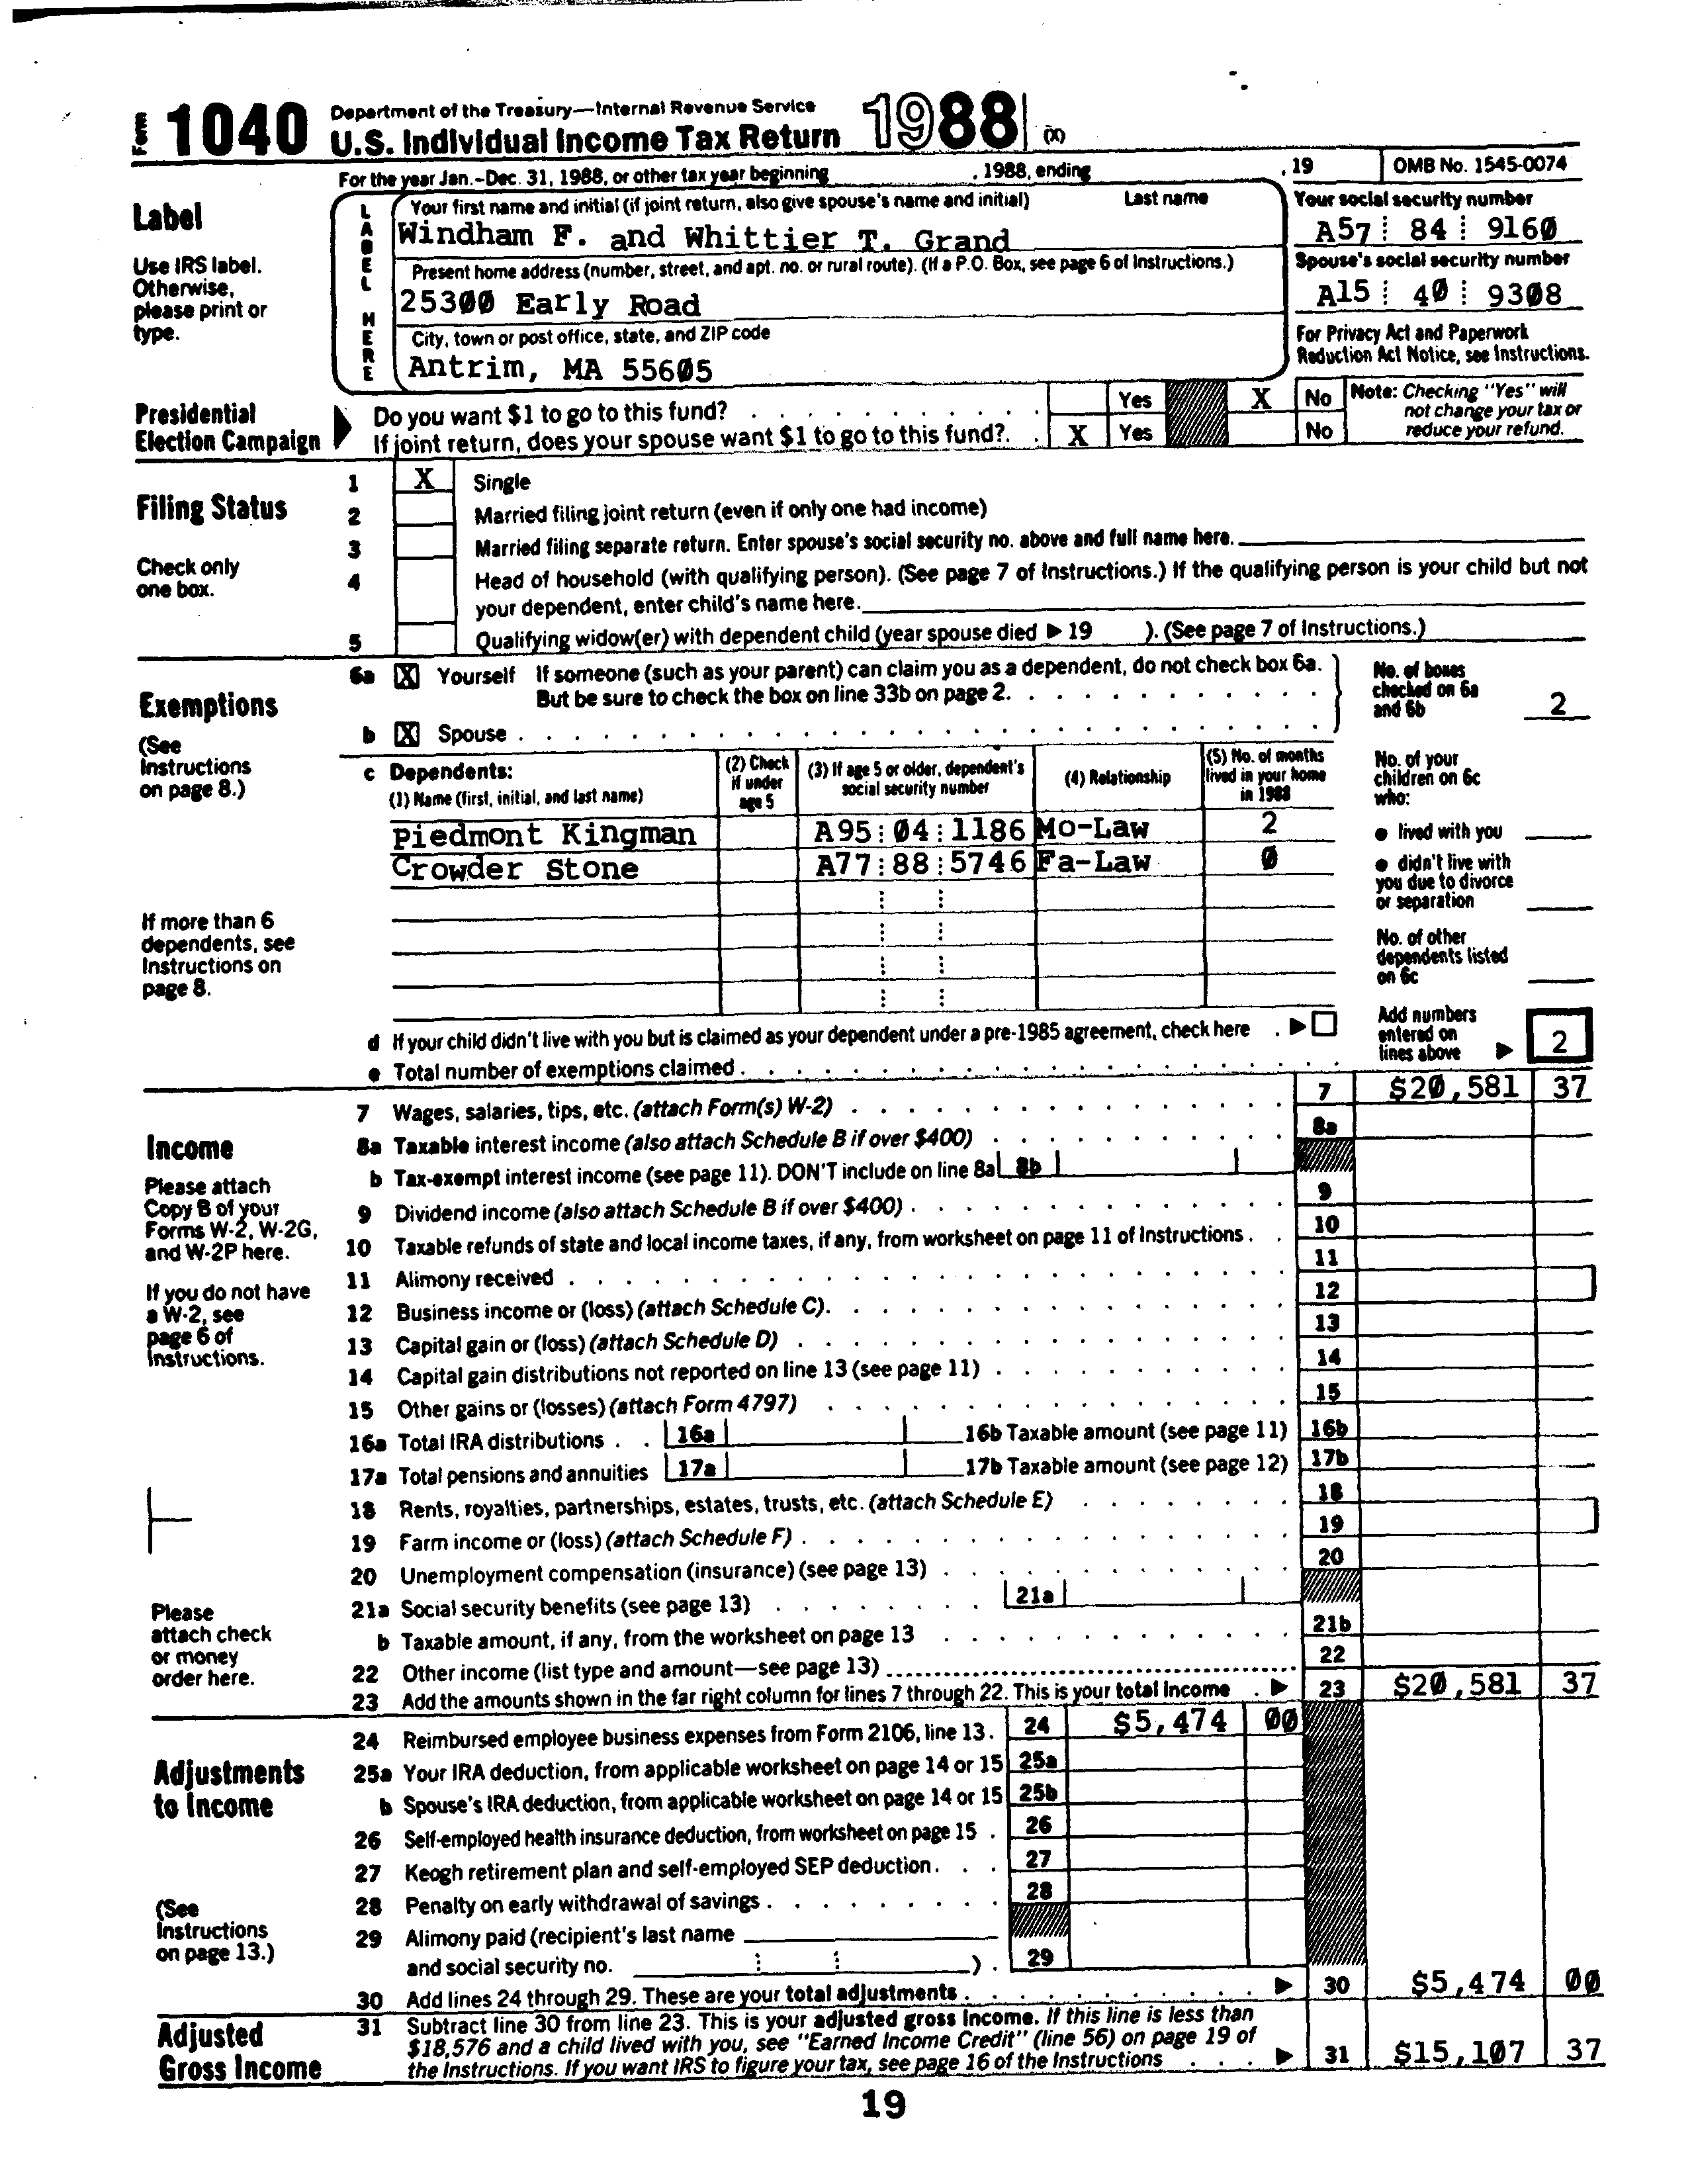 Form 1040 Department of the Treasury—Internal Revenue Service
U.S. Individual Income Tax Return 1988 (X)
For the year Jan.-Dec. 31, 1988, or other tax year beginning , 1988, ending , 19 OMB No. 1545-0074
Label
Use IRS label.
Otherwise,
please print or
type.
LABEL HERE
Your first name and initial (if joint return, also give spouse's name and initial) Last name
Windham F. and Whittier T. Grand
Your social security number
A57 84 9160
Present home address (number, street, and apt. no. or rural route). (If a P.O. Box, see page 6 of Instructions.)
25300 Early Road
Spouse's social security number
A15 40 9308
City, town or post office, state, and ZIP code
Antrim, MA 55605
For Privacy Act and Paperwork
Reduction Act Notice, see Instructions.
Presidential
Election Campaign
Do you want $1 to go to this fund? Yes X No
If joint return, does your spouse want $1 to go to this fund?. X Yes No
Note: Checking "Yes" will
not change your tax or
reduce your refund.
Filing Status
Check only
one box.
1 X Single
2 Married filing joint return (even if only one had income)
3 Married filing separate return. Enter spouse's social security no. above and full name here.
4 Head of household (with qualifying person). (See page 7 of Instructions.) If the qualifying person is your child but not
your dependent, enter child's name here.
5 Qualifying widow(er) with dependent child (year spouse died ▶ 19 ). (See page 7 of Instructions.)
Exemptions
(See
Instructions
on page 8.)
6a X Yourself If someone (such as your parent) can claim you as a dependent, do not check box 6a.
But be sure to check the box on line 33b on page 2.
b X Spouse
No. of boxes
checked on 6a
and 6b 2
c Dependents:
(1) Name (first, initial, and last name)
(2) Check
if under
age 5
(3) If age 5 or older, dependent's
social security number
(4) Relationship
(5) No. of months
lived in your home
in 1988
Piedmont Kingman A95 04 1186 Mo-Law 2
Crowder Stone A77 88 5746 Fa-Law 0
No. of your
children on 6c
who:
● lived with you
● didn't live with
you due to divorce
or separation
No. of other
dependents listed
on 6c
If more than 6
dependents, see
Instructions on
page 8.
d If your child didn't live with you but is claimed as your dependent under a pre-1985 agreement, check here . ▶
e Total number of exemptions claimed
Add numbers
entered on
lines above ▶ 2
Income
Please attach
Copy B of your
Forms W-2, W-2G,
and W-2P here.
If you do not have
a W-2, see
page 6 of
Instructions.
Please
attach check
or money
order here.
7 Wages, salaries, tips, etc. (attach Form(s) W-2) 7 $20,581 37
8a Taxable interest income (also attach Schedule B if over $400) 8a
b Tax-exempt interest income (see page 11). DON'T include on line 8a 8b
9 Dividend income (also attach Schedule B if over $400) 9
10 Taxable refunds of state and local income taxes, if any, from worksheet on page 11 of Instructions 10
11 Alimony received 11
12 Business income or (loss) (attach Schedule C). 12
13 Capital gain or (loss) (attach Schedule D) 13
14 Capital gain distributions not reported on line 13 (see page 11) 14
15 Other gains or (losses) (attach Form 4797) 15
16a Total IRA distributions 16a 16b Taxable amount (see page 11) 16b
17a Total pensions and annuities 17a 17b Taxable amount (see page 12) 17b
18 Rents, royalties, partnerships, estates, trusts, etc. (attach Schedule E) 18
19 Farm income or (loss) (attach Schedule F) 19
20 Unemployment compensation (insurance) (see page 13) 20
21a Social security benefits (see page 13) 21a
b Taxable amount, if any, from the worksheet on page 13 21b
22 Other income (list type and amount—see page 13) 22
23 Add the amounts shown in the far right column for lines 7 through 22. This is your total income . ▶ 23 $20,581 37
Adjustments
to Income
(See
Instructions
on page 13.)
24 Reimbursed employee business expenses from Form 2106, line 13. 24 $5,474 00
25a Your IRA deduction, from applicable worksheet on page 14 or 15 25a
b Spouse's IRA deduction, from applicable worksheet on page 14 or 15 25b
26 Self-employed health insurance deduction, from worksheet on page 15 . 26
27 Keogh retirement plan and self-employed SEP deduction. 27
28 Penalty on early withdrawal of savings 28
29 Alimony paid (recipient's last name
and social security no. ). 29
30 Add lines 24 through 29. These are your total adjustments ▶ 30 $5,474 00
Adjusted
Gross Income
31 Subtract line 30 from line 23. This is your adjusted gross income. If this line is less than
$18,576 and a child lived with you, see "Earned Income Credit" (line 56) on page 19 of
the Instructions. If you want IRS to figure your tax, see page 16 of the Instructions ▶ 31 $15,107 37
19